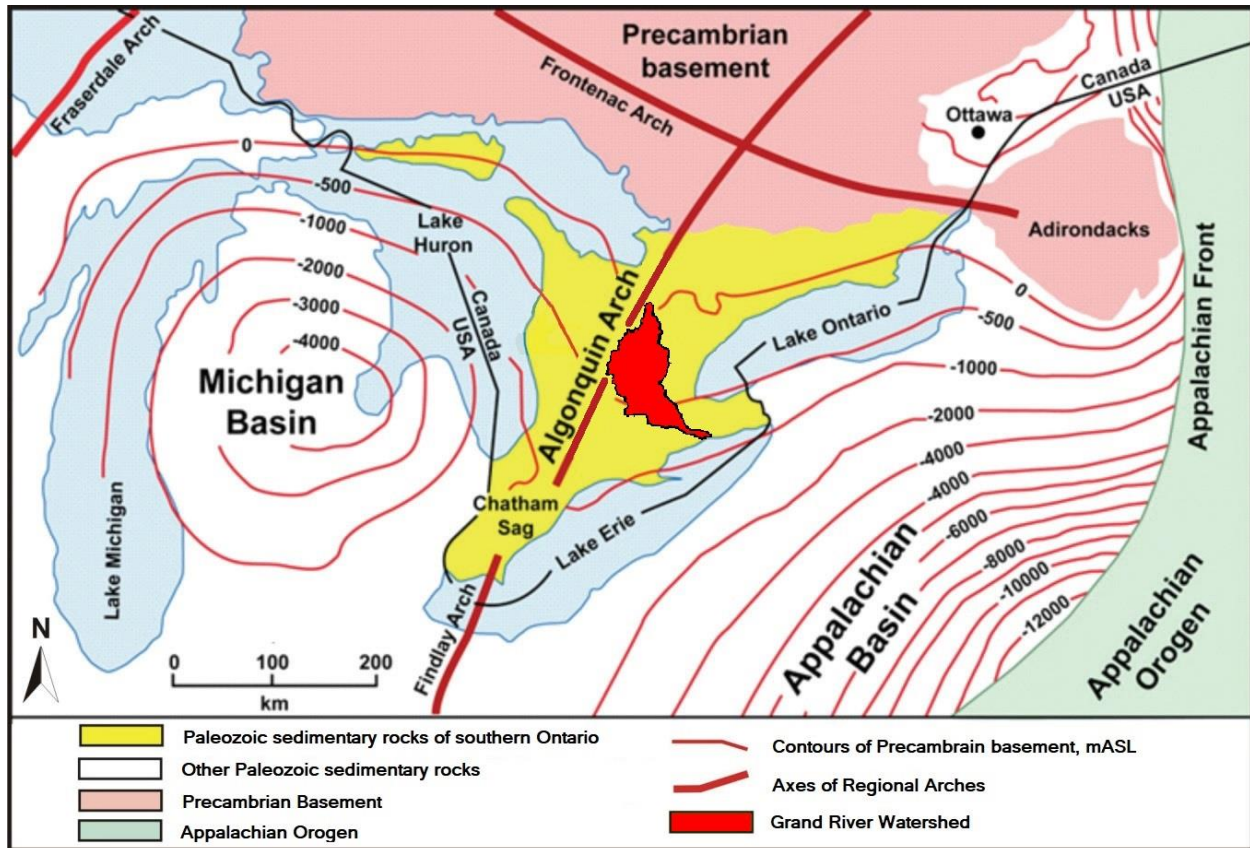 Precambrian
basement
Fraserdale Arch
Frontenac Arch
Canada
USA
Ottawa
0
-500
-1000
-2000
-3000
-4000
Lake
Huron
Canada
USA
Adirondacks
Michigan
Basin
Algonquin Arch
Lake Ontario
0
-500
-1000
-2000
-4000
-4000
-6000
-8000
-10000
-12000
Appalachian Front
Lake Michigan
Chatham
Sag
Lake Erie
Findlay Arch
Appalachian
Basin
Appalachian
Orogen
N
0 100 200
km
Paleozoic sedimentary rocks of southern Ontario
Other Paleozoic sedimentary rocks
Precambrian Basement
Appalachian Orogen
Contours of Precambrain basement, mASL
Axes of Regional Arches
Grand River Watershed